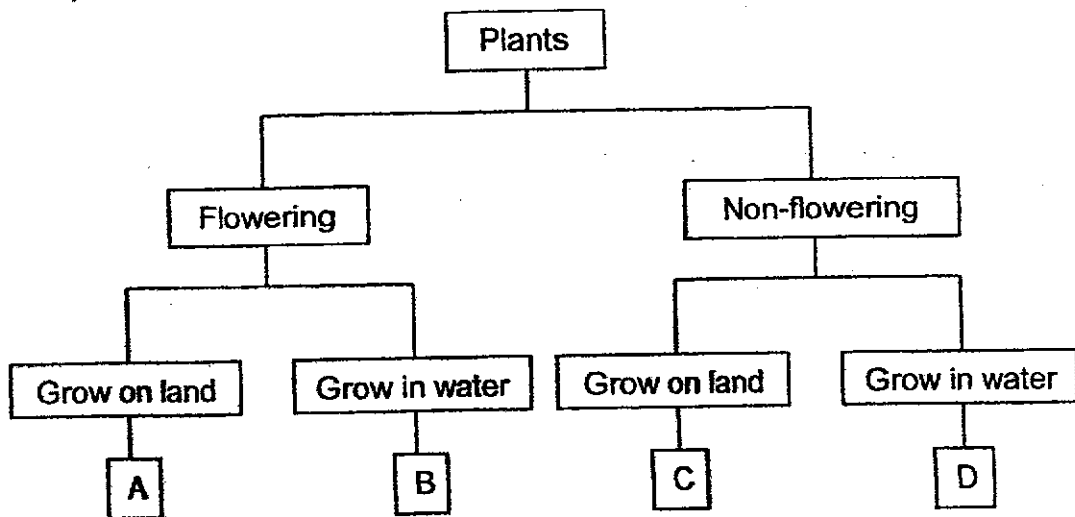 Plants
Flowering
Non-flowering
Grow on land
Grow in water
Grow on land
Grow in water
A
B
C
D